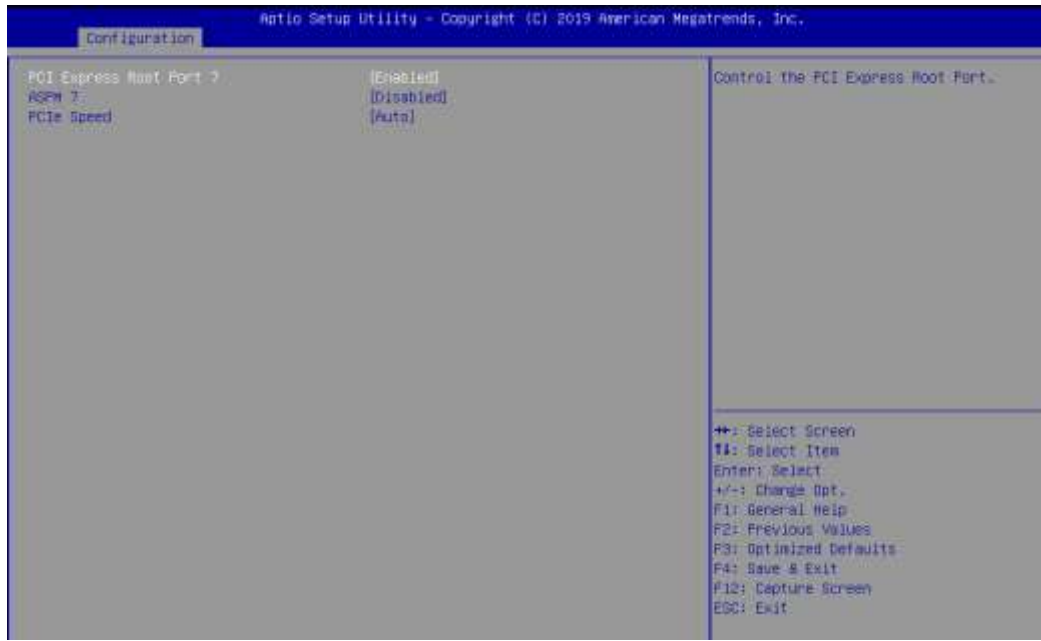 Aptio Setup Utility - Copyright (C) 2019 American Megatrends, Inc.
Configuration
PCI Express Root Port 7 [Enabled]
ASPM 7 [Disabled]
PCIe Speed [Auto]
Control the PCI Express Root Port.
→←: Select Screen
↑↓: Select Item
Enter: Select
+/-: Change Opt.
F1: General Help
F2: Previous Values
F3: Optimized Defaults
F4: Save & Exit
F12: Capture Screen
ESC: Exit